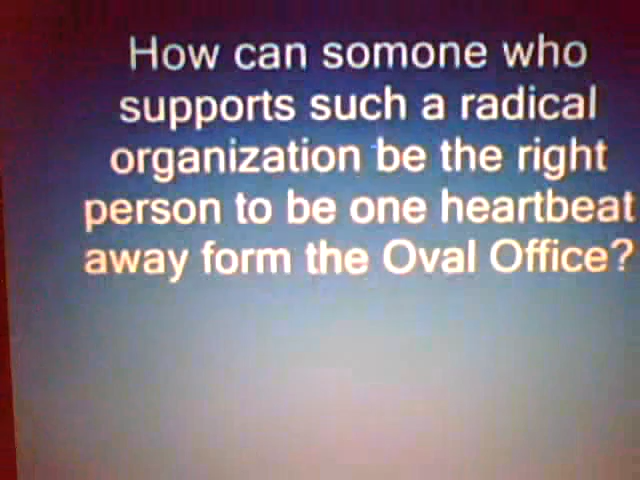 How can somone who
supports such a radical
organization be the right
person to be one heartbeat
away form the Oval Office?